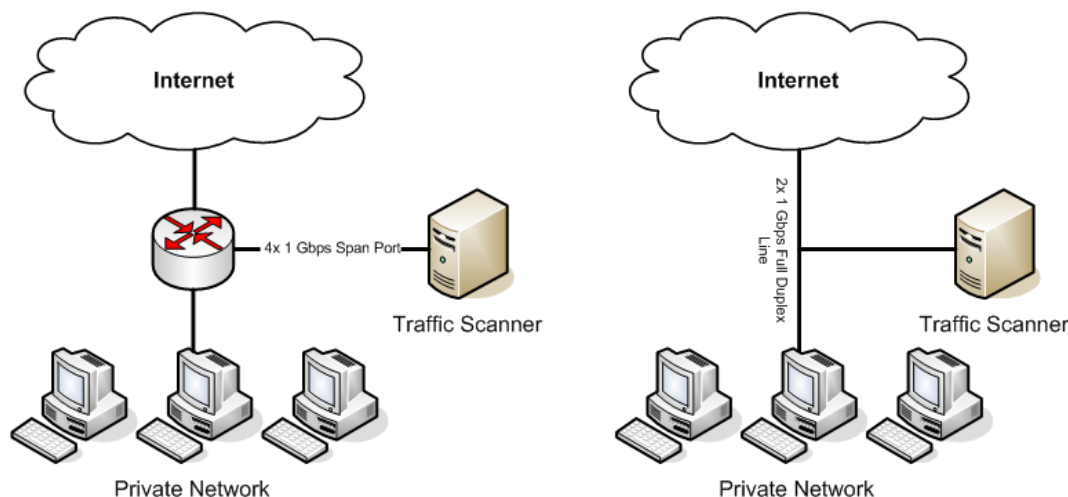 Internet
4x 1 Gbps Span Port
Traffic Scanner
Private Network
Internet
2x 1 Gbps Full Duplex
Line
Traffic Scanner
Private Network